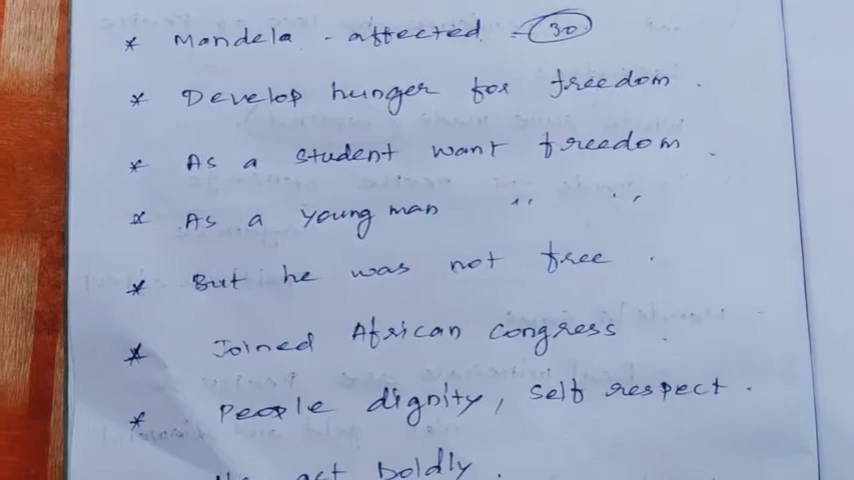 * Mandela - affected = 30
* Develop hunger for freedom .
* As a student want freedom .
* As a young man " "
* But he was not free .
* Joined African congress .
* People dignity, self respect .
He act boldly .